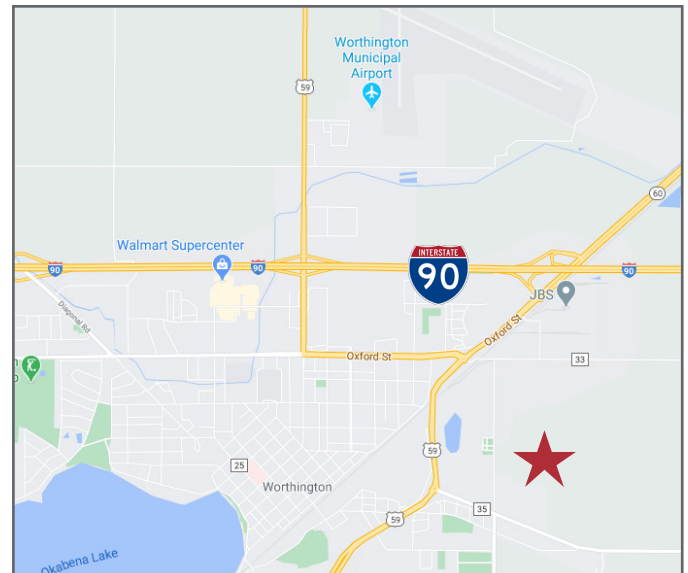 Worthington
Municipal
Airport
59
60
Walmart Supercenter
INTERSTATE
90
90
90
90
JBS
Diagonal Rd
Oxford St
Oxford St
33
59
25
Worthington
35
59
Okabena Lake